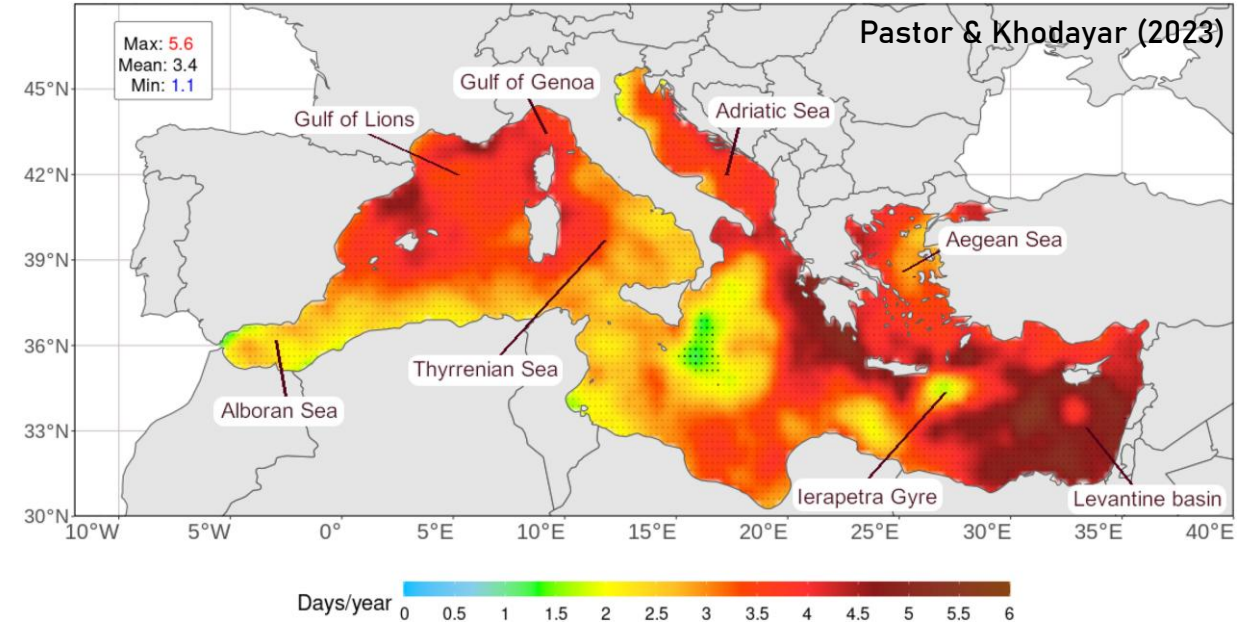 Pastor & Khodayar (2023)
Max: 5.6
Mean: 3.4
Min: 1.1
45°N
42°N
39°N
36°N
33°N
30°N
Gulf of Genoa
Gulf of Lions
Adriatic Sea
Aegean Sea
Thyrrenian Sea
Alboran Sea
Ierapetra Gyre
Levantine basin
10°W 5°W 0° 5°E 10°E 15°E 20°E 25°E 30°E 35°E 40°E
Days/year
0 0.5 1 1.5 2 2.5 3 3.5 4 4.5 5 5.5 6